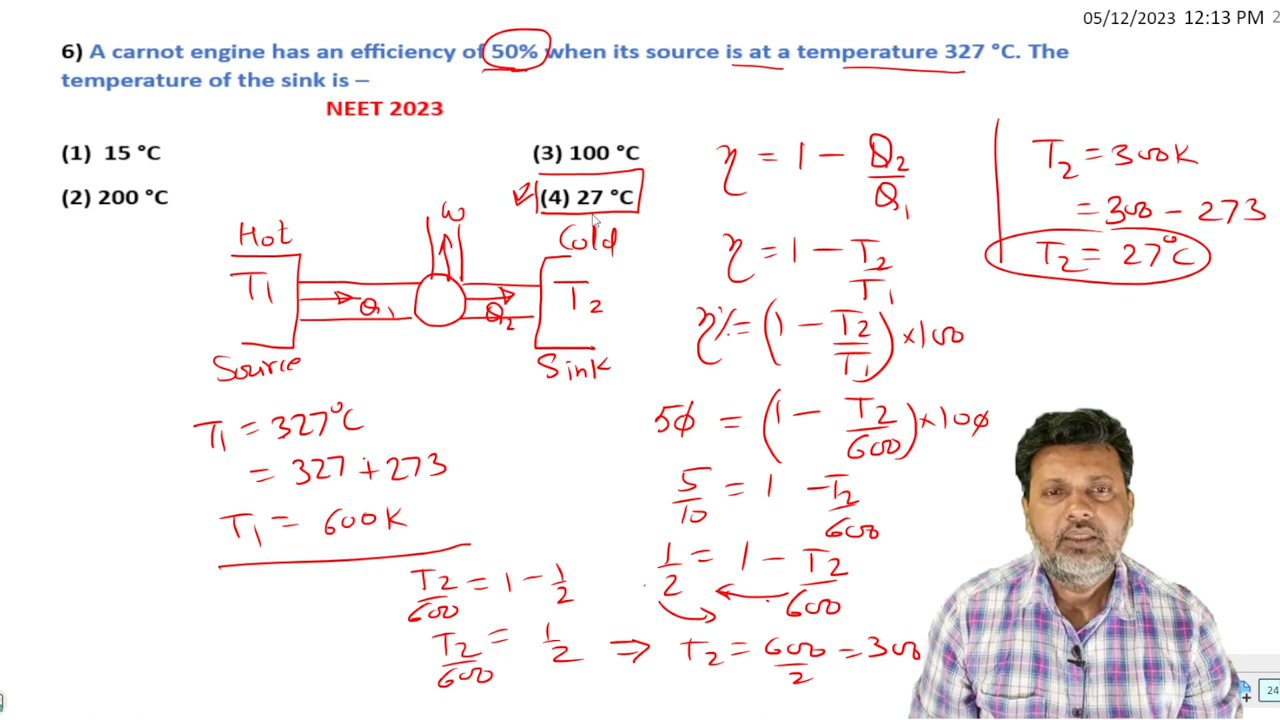 05/12/2023 12:13 PM 2
6) A carnot engine has an efficiency of 50% when its source is at a temperature 327 °C. The
temperature of the sink is –
NEET 2023
(1) 15 °C
(2) 200 °C
(3) 100 °C
(4) 27 °C
Hot
T1
Source
Q1
W
Q2
Cold
T2
Sink
T1 = 327°C
= 327 + 273
T1 = 600K
η = 1 - Q2/Q1
η = 1 - T2/T1
η% = (1 - T2/T1) × 100
50 = (1 - T2/600) × 100
5/10 = 1 - T2/600
1/2 = 1 - T2/600
T2/600 = 1 - 1/2
T2/600 = 1/2 ⇒ T2 = 600/2 = 300
T2 = 300K
= 300 - 273
T2 = 27°C
24